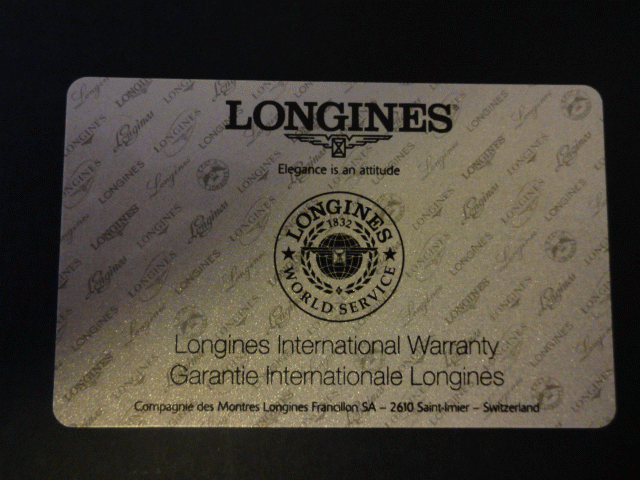 LONGINES
Elegance is an attitude
LONGINES
1832
WORLD SERVICE
Longines International Warranty
Garantie Internationale Longines
Compagnie des Montres Longines Francillon SA – 2610 Saint-Imier – Switzerland